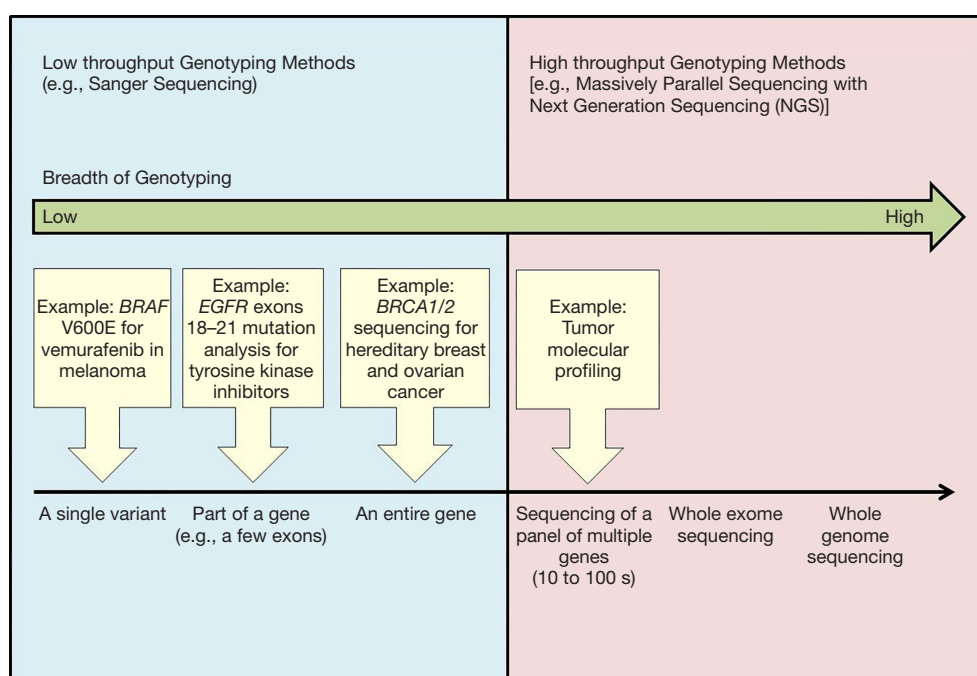 Low throughput Genotyping Methods
(e.g., Sanger Sequencing)
High throughput Genotyping Methods
[e.g., Massively Parallel Sequencing with
Next Generation Sequencing (NGS)]
Breadth of Genotyping
Low
High
Example: BRAF
V600E for
vemurafenib in
melanoma
Example:
EGFR exons
18–21 mutation
analysis for
tyrosine kinase
inhibitors
Example:
BRCA1/2
sequencing for
hereditary breast
and ovarian
cancer
Example:
Tumor
molecular
profiling
A single variant
Part of a gene
(e.g., a few exons)
An entire gene
Sequencing of a
panel of multiple
genes
(10 to 100 s)
Whole exome
sequencing
Whole
genome
sequencing